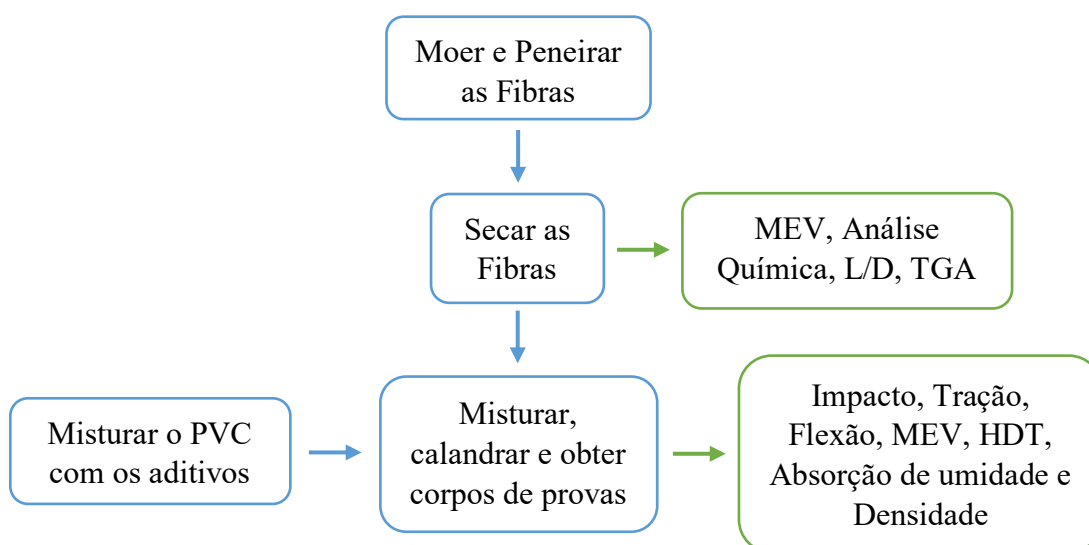 Moer e Peneirar
as Fibras
Secar as
Fibras
MEV, Análise
Química, L/D, TGA
Misturar o PVC
com os aditivos
Misturar,
calandrar e obter
corpos de provas
Impacto, Tração,
Flexão, MEV, HDT,
Absorção de umidade e
Densidade